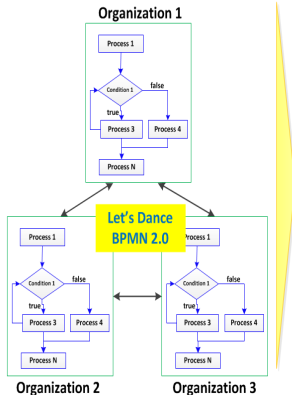 Organization 1
Process 1
Condition 1
false
true
Process 3
Process 4
Process N
Let's Dance
BPMN 2.0
Process 1
Condition 1
false
true
Process 3
Process 4
Process N
Organization 2
Process 1
Condition 1
false
true
Process 3
Process 4
Process N
Organization 3